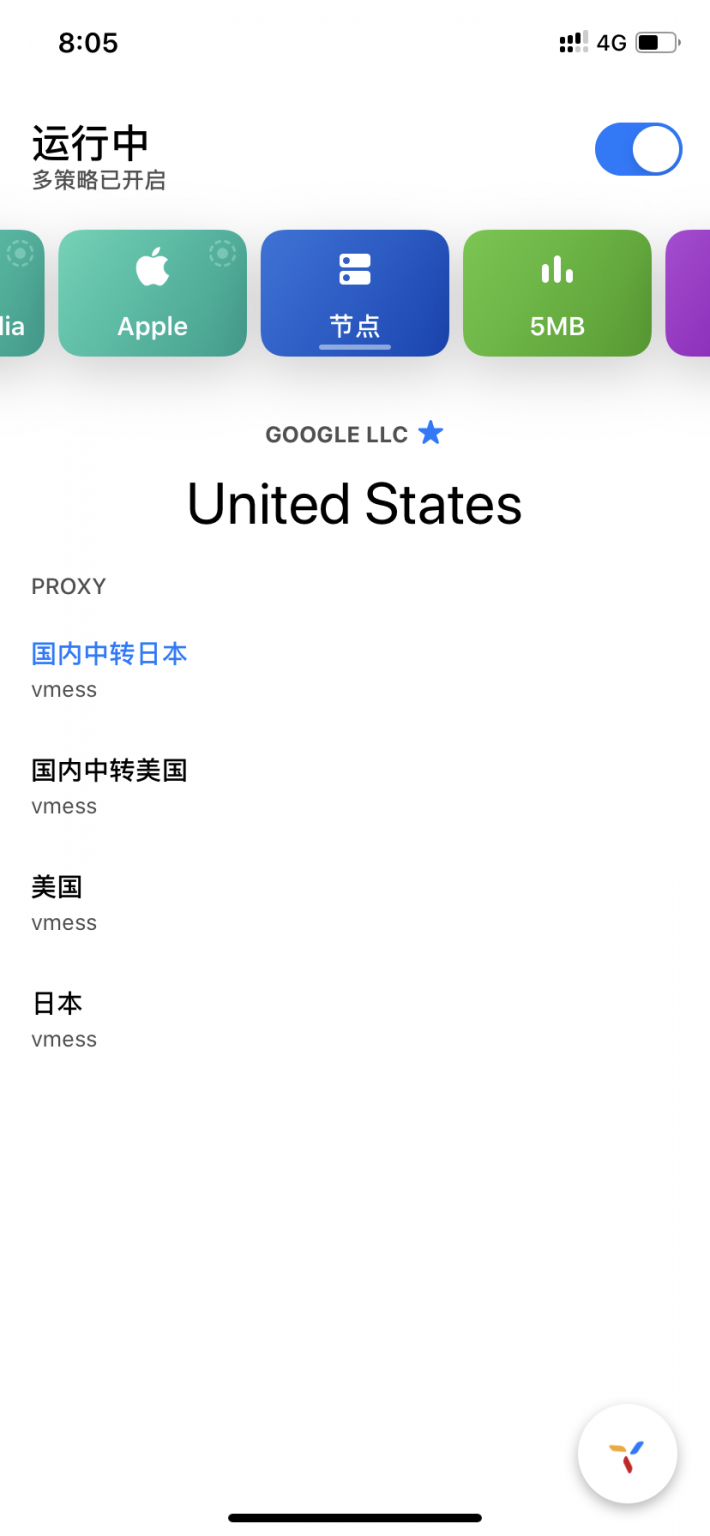 8:05
4G
运行中
多策略已开启
lia
Apple
节点
5MB
GOOGLE LLC
United States
PROXY
国内中转日本
vmess
国内中转美国
vmess
美国
vmess
日本
vmess